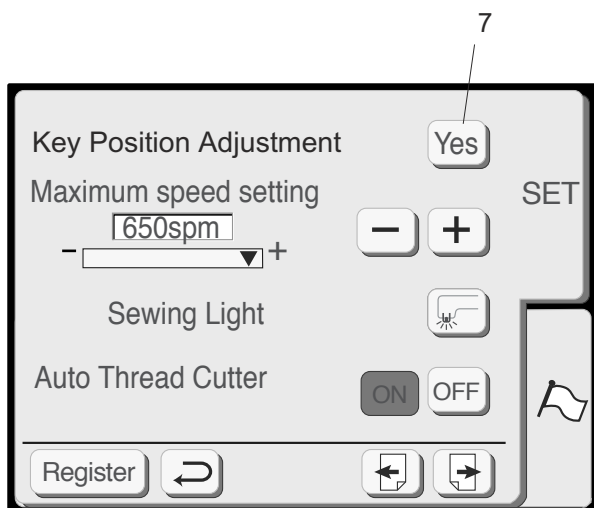 7
Key Position Adjustment Yes
Maximum speed setting
SET
650spm
- + − +
Sewing Light
Auto Thread Cutter ON OFF
Register